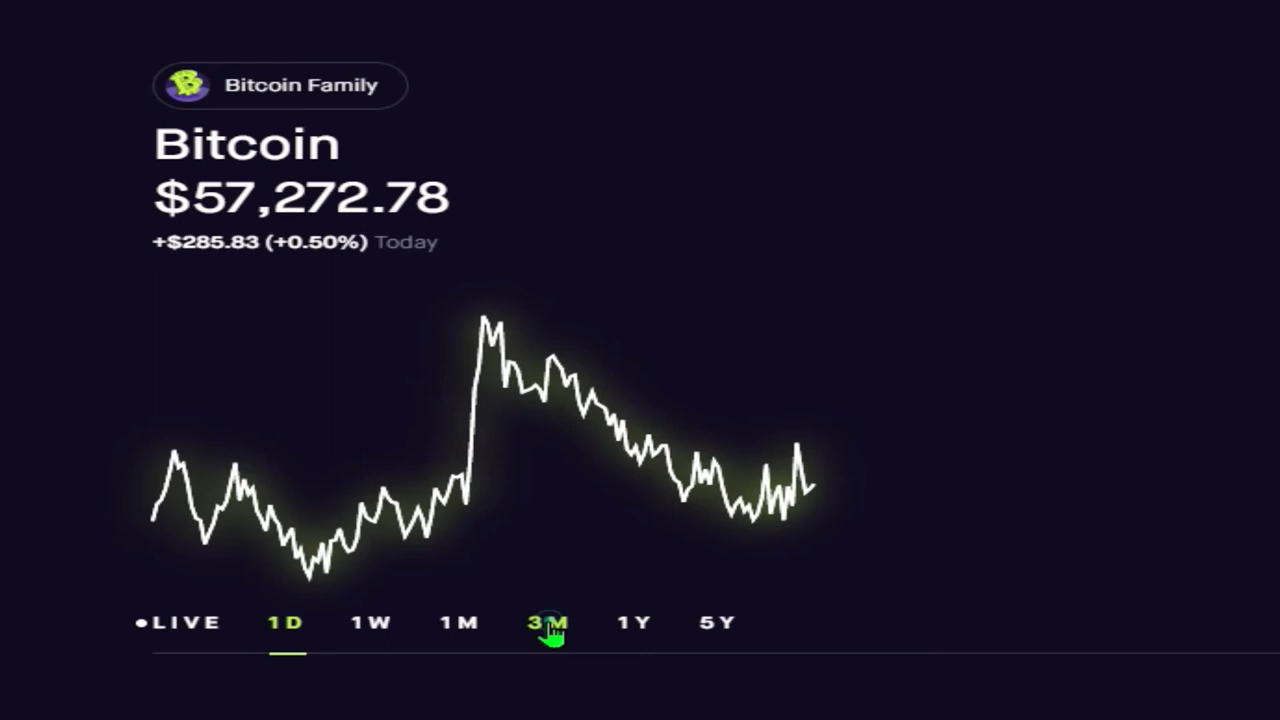 Bitcoin Family
Bitcoin
$57,272.78
+$285.83 (+0.50%) Today
LIVE 1D 1W 1M 3M 1Y 5Y